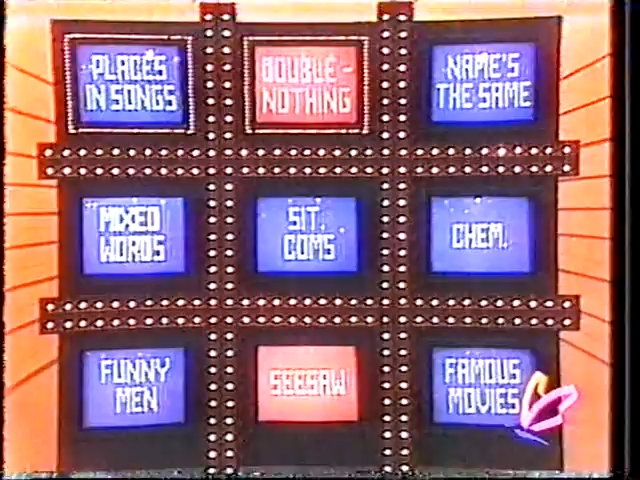 PLACES
IN SONGS
DOUBLE-
NOTHING
NAME'S
THE SAME
MIXED
WORDS
SIT.
COMS
CHEM.
FUNNY
MEN
SEESAW
FAMOUS
MOVIES